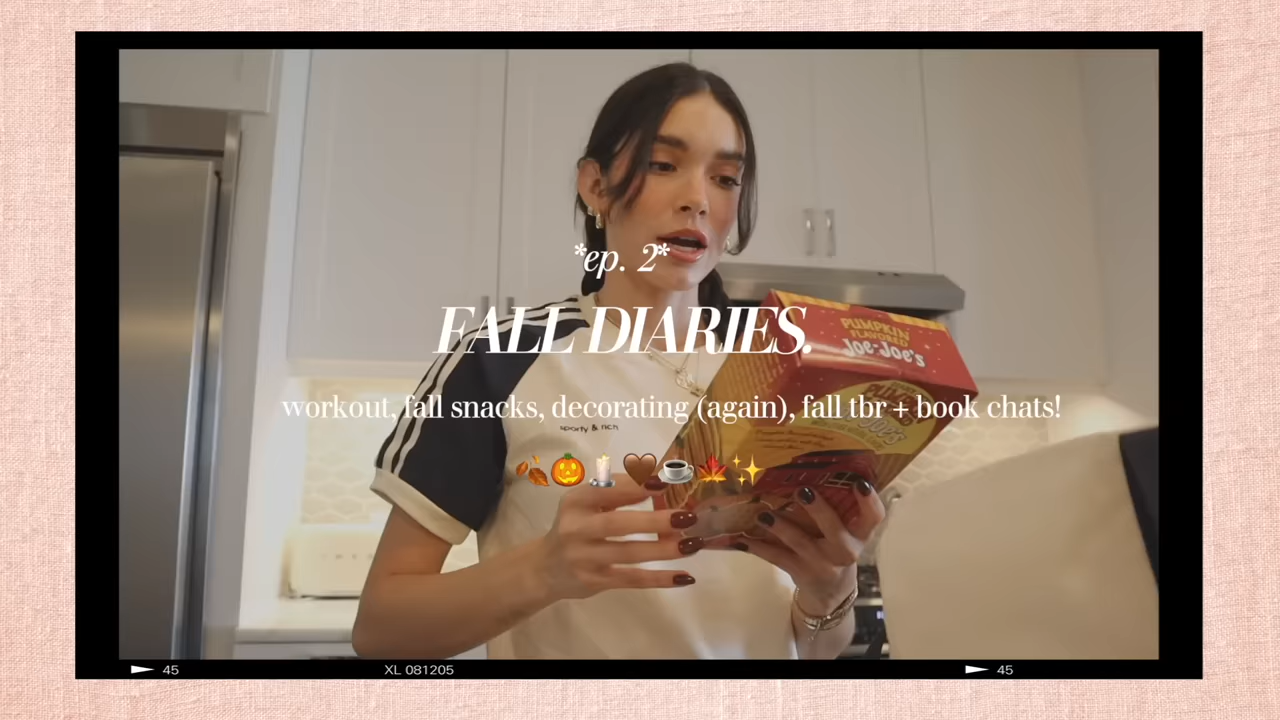 *ep. 2*
FALL DIARIES.
workout, fall snacks, decorating (again), fall tbr + book chats!
🍂🎃🕯️🤎☕🍁✨
sporty & rich
PUMPKIN
FLAVORED
JOE-JOE'S
45
XL 081205
45